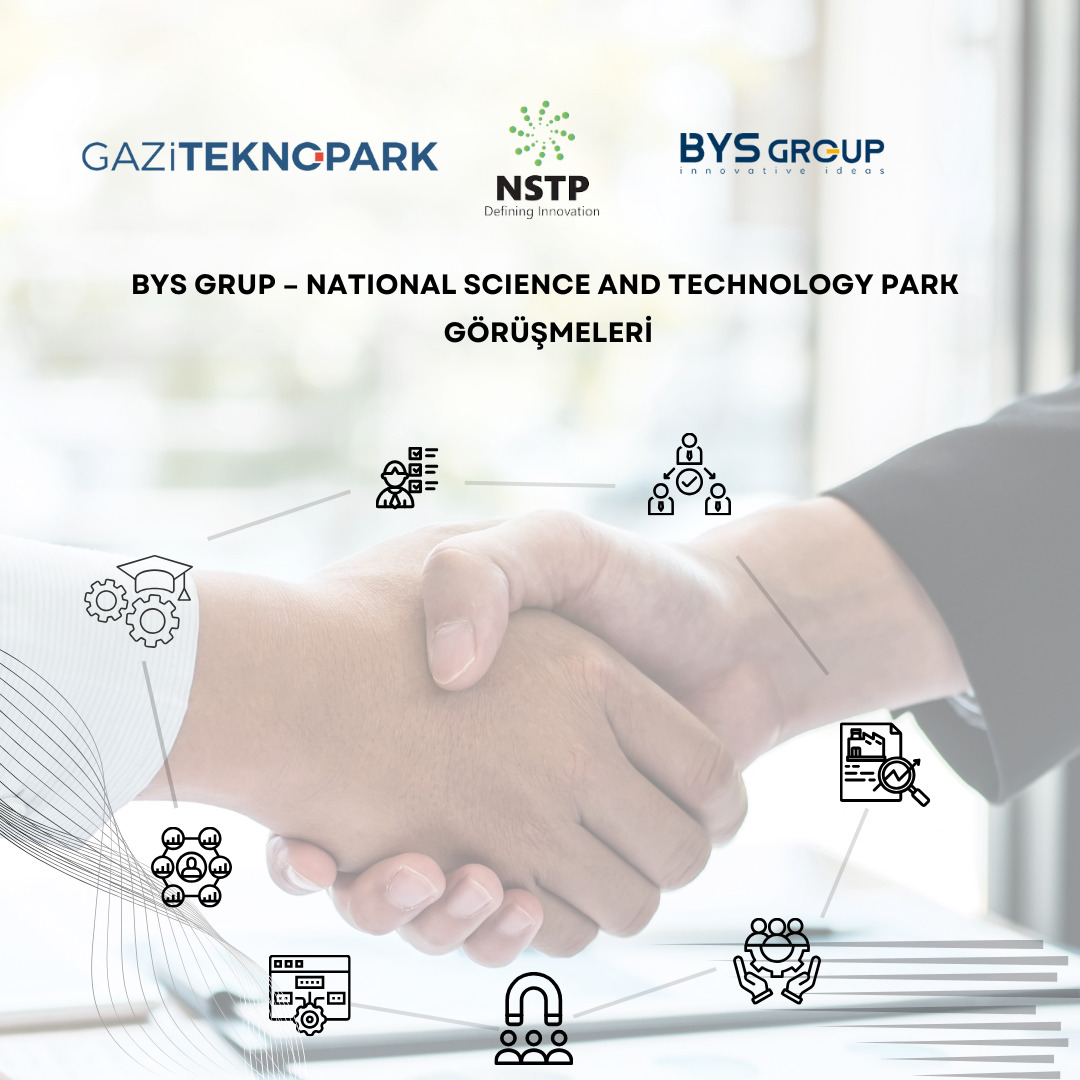 GAZİTEKNOPARK
NSTP
Defining Innovation
BYS GROUP
innovative ideas
BYS GRUP – NATIONAL SCIENCE AND TECHNOLOGY PARK
GÖRÜŞMELERİ